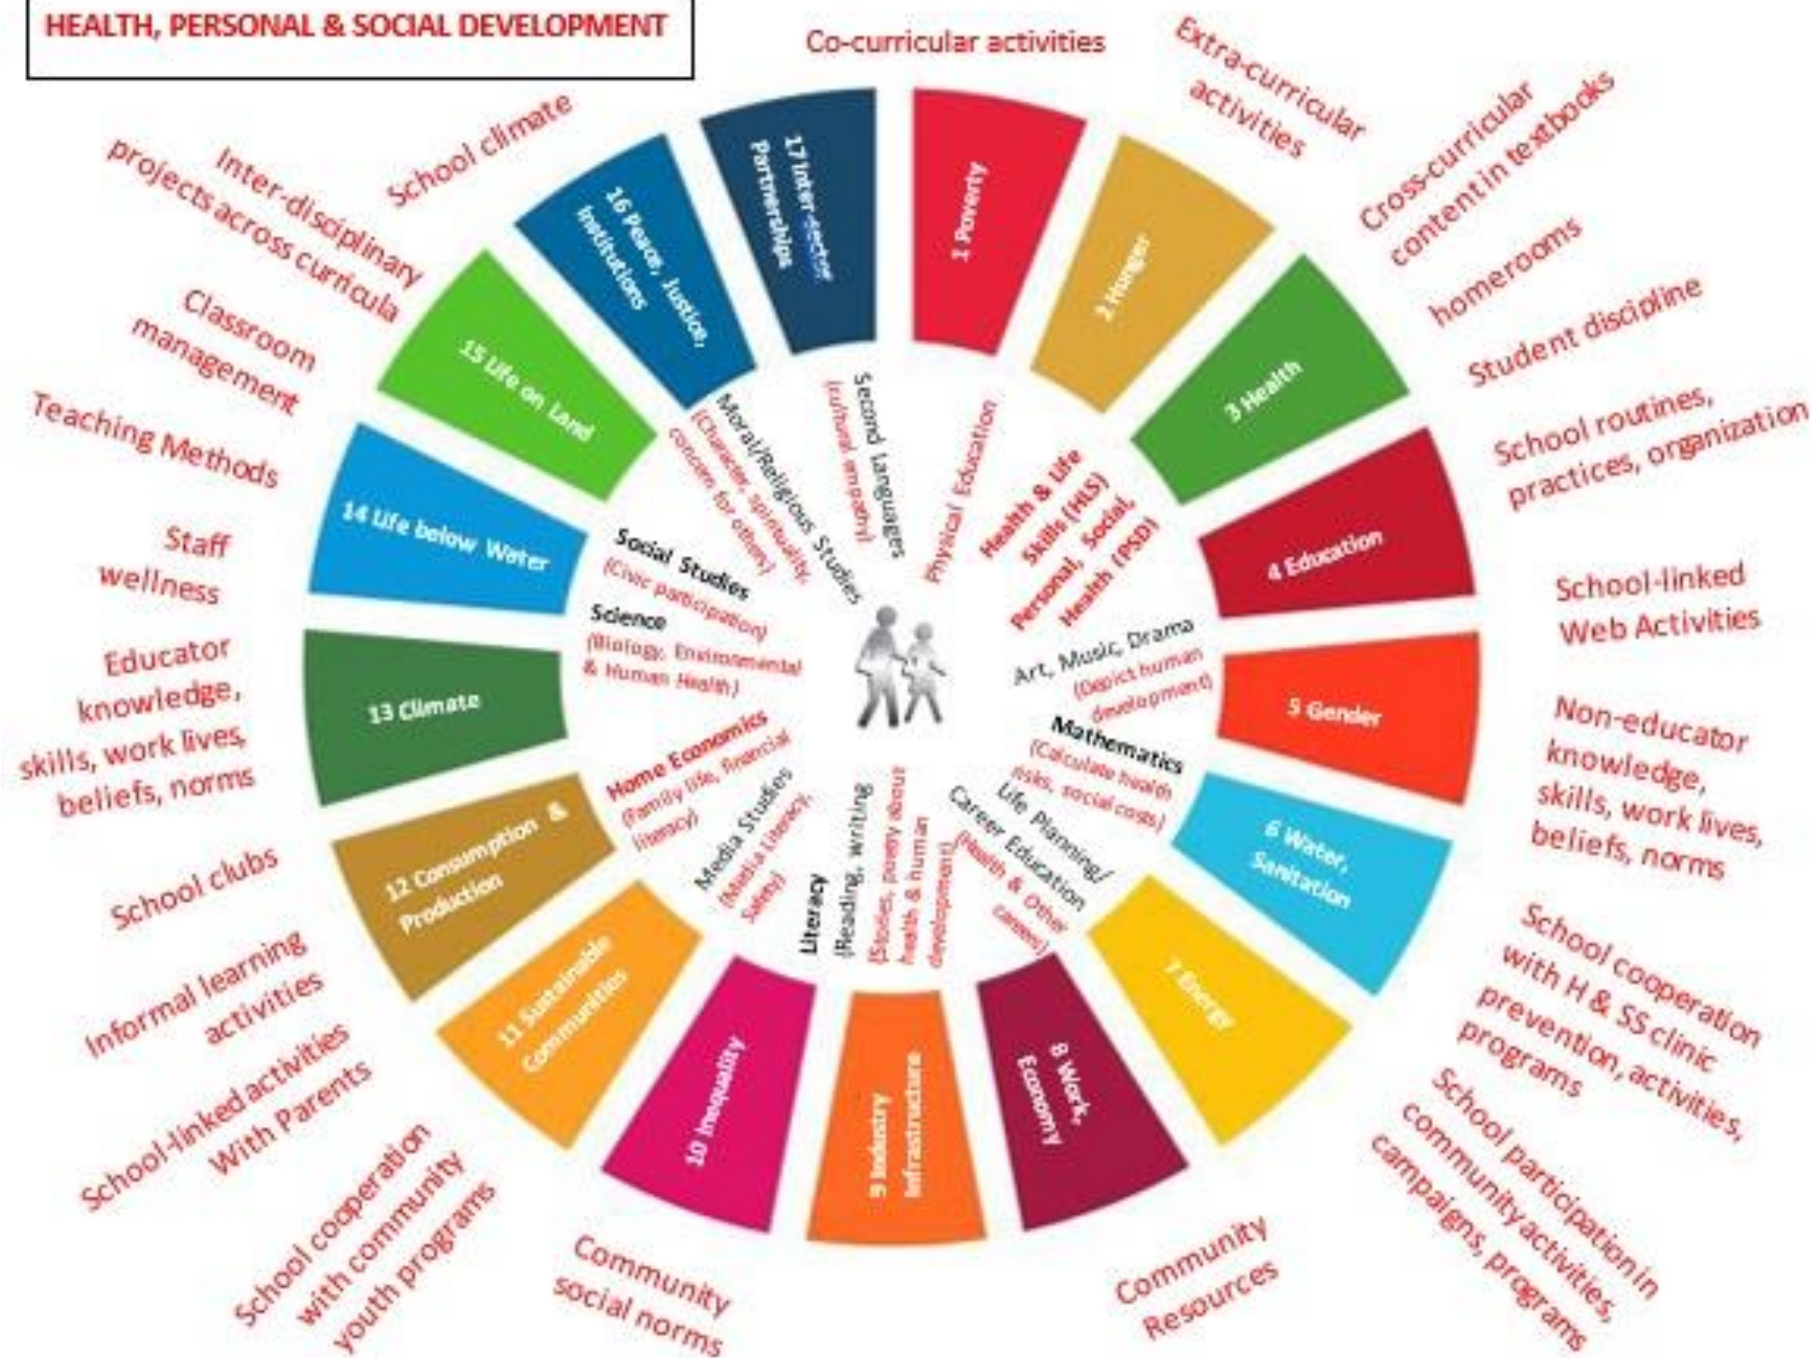 HEALTH, PERSONAL & SOCIAL DEVELOPMENT
Co-curricular activities
Extra-curricular
activities
Cross-curricular
content in textbooks
homerooms
Student discipline
School routines,
practices, organization
School-linked
Web Activities
Non-educator
knowledge,
skills, work lives,
beliefs, norms
School cooperation
with H & SS clinic
prevention, activities,
programs
School participation in
community activities,
campaigns, programs
Community
Resources
Community
social norms
School cooperation
with community
youth programs
School-linked activities
With Parents
Informal learning
activities
School clubs
Educator
knowledge,
skills, work lives,
beliefs, norms
Staff
wellness
Teaching Methods
Classroom
management
Inter-disciplinary
projects across curricula
School climate
1 Poverty
2 Hunger
3 Health
4 Education
5 Gender
6 Water,
Sanitation
7 Energy
8 Work,
Economy
9 Industry
Infrastructure
10 Inequality
11 Sustainable
Communities
12 Consumption &
Production
13 Climate
14 Life below Water
15 Life on Land
16 Peace, Justice,
Institutions
17 Inter-sector
Partnerships
Physical Education
Health & Life
Skills (HLS)
Personal, Social,
Health (PSD)
Art, Music, Drama
(Depict human
development)
Mathematics
(Calculate health
risks, social costs)
Life Planning/
Career Education
(Health & Other
careers)
Literacy
(Reading, writing
(Stories, poverty about
health & human
development)
Media Studies
(Media Literacy,
Safety)
Home Economics
(Family life, financial
literacy)
Science
(Biology, Environmental
& Human Health)
Social Studies
(Civic participation)
Moral/Religious Studies
(Character, spirituality,
concern for others)
Second Languages
(cultural empathy)